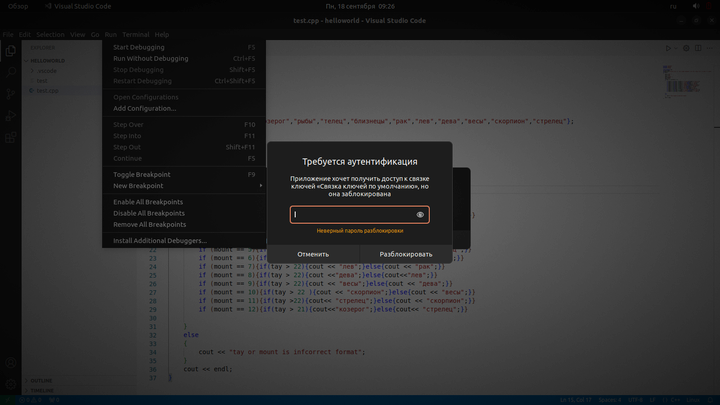 Обзор
Visual Studio Code
Пн, 18 сентября 09:26
ru
test.cpp - helloworld - Visual Studio Code
File Edit Selection View Go Run Terminal Help
Start Debugging F5
Run Without Debugging Ctrl+F5
Stop Debugging Shift+F5
Restart Debugging Ctrl+Shift+F5
Open Configurations
Add Configuration...
Step Over F10
Step Into F11
Step Out Shift+F11
Continue F5
Toggle Breakpoint F9
New Breakpoint
Enable All Breakpoints
Disable All Breakpoints
Remove All Breakpoints
Install Additional Debuggers...
EXPLORER
HELLOWORLD
.vscode
test
test.cpp
"рыбы","телец","близнецы","рак","лев","дева","весы","скорпион","стрелец"};
Требуется аутентификация
Приложение хочет получить доступ к связке
ключей «Связка ключей по умолчанию», но
она заблокирована
Неверный пароль разблокировки
Отменить
Разблокировать
22
23 if (mount == 6){if(tay >
24 if (mount == 7){if(tay > 22){cout << "лев";}else{cout << "рак";}}
25 if (mount == 8){if(tay > 22){cout <<"дева";}else{cout<<"лев";}}
26 if (mount == 9){if(tay >22){cout << "весы";}else{cout << "дева";}}
27 if (mount == 10){if(tay > 22 ){cout << "скорпион";}else{cout << "весы";}}
28 if (mount == 11){if(tay >22){cout<< "стрелец";}else{cout <<"скорпион";}}
29 if (mount == 12){if(tay > 21){cout<<"козерог";}else{cout<< "стрелец";}}
30
31 }
32 else
33 {
34 cout << "tay or mount is infcorrect format";
35 }
36 cout << endl;
37 }
OUTLINE
TIMELINE